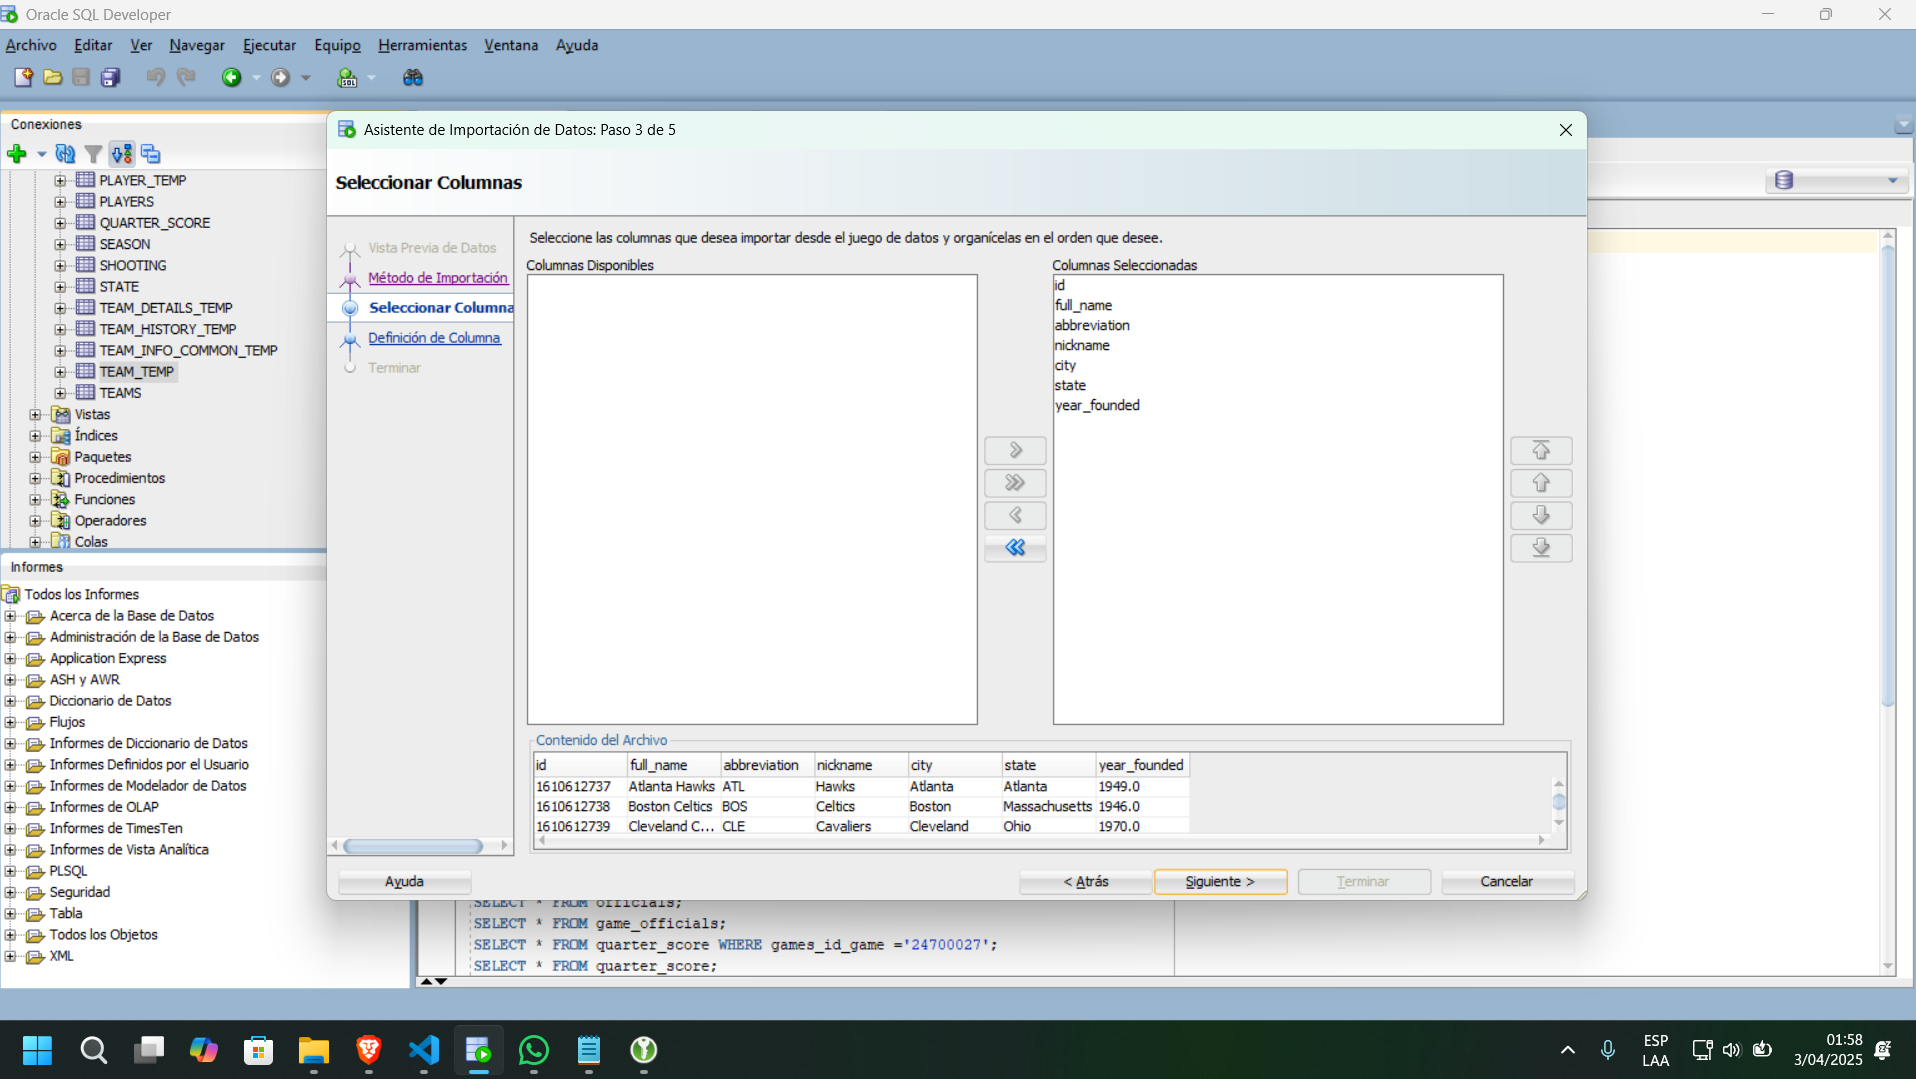 Oracle SQL Developer
Archivo Editar Ver Navegar Ejecutar Equipo Herramientas Ventana Ayuda
Conexiones
PLAYER_TEMP
PLAYERS
QUARTER_SCORE
SEASON
SHOOTING
STATE
TEAM_DETAILS_TEMP
TEAM_HISTORY_TEMP
TEAM_INFO_COMMON_TEMP
TEAM_TEMP
TEAMS
Vistas
Índices
Paquetes
Procedimientos
Funciones
Operadores
Colas
Informes
Todos los Informes
Acerca de la Base de Datos
Administración de la Base de Datos
Application Express
ASH y AWR
Diccionario de Datos
Flujos
Informes de Diccionario de Datos
Informes Definidos por el Usuario
Informes de Modelador de Datos
Informes de OLAP
Informes de TimesTen
Informes de Vista Analítica
PLSQL
Seguridad
Tabla
Todos los Objetos
XML
Asistente de Importación de Datos: Paso 3 de 5
Seleccionar Columnas
Vista Previa de Datos
Método de Importación
Seleccionar Columna
Definición de Columna
Terminar
Seleccione las columnas que desea importar desde el juego de datos y organícelas en el orden que desee.
Columnas Disponibles
Columnas Seleccionadas
id
full_name
abbreviation
nickname
city
state
year_founded
Contenido del Archivo
id full_name abbreviation nickname city state year_founded
1610612737 Atlanta Hawks ATL Hawks Atlanta Atlanta 1949.0
1610612738 Boston Celtics BOS Celtics Boston Massachusetts 1946.0
1610612739 Cleveland C... CLE Cavaliers Cleveland Ohio 1970.0
Ayuda < Atrás Siguiente > Terminar Cancelar
SELECT * FROM officials;
SELECT * FROM game_officials;
SELECT * FROM quarter_score WHERE games_id_game ='24700027';
SELECT * FROM quarter_score;
ESP
LAA
01:58
3/04/2025